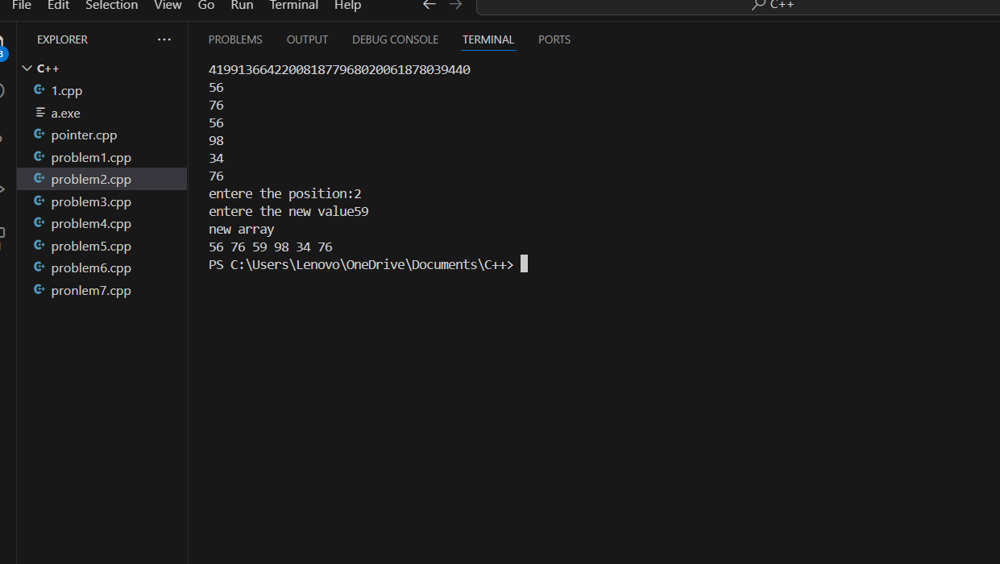 File Edit Selection View Go Run Terminal Help
C++
EXPLORER ...
PROBLEMS OUTPUT DEBUG CONSOLE TERMINAL PORTS
3
C++
1.cpp
a.exe
pointer.cpp
problem1.cpp
problem2.cpp
problem3.cpp
problem4.cpp
problem5.cpp
problem6.cpp
pronlem7.cpp
419913664220081877968020061878039440
56
76
56
98
34
76
entere the position:2
entere the new value59
new array
56 76 59 98 34 76
PS C:\Users\Lenovo\OneDrive\Documents\C++>